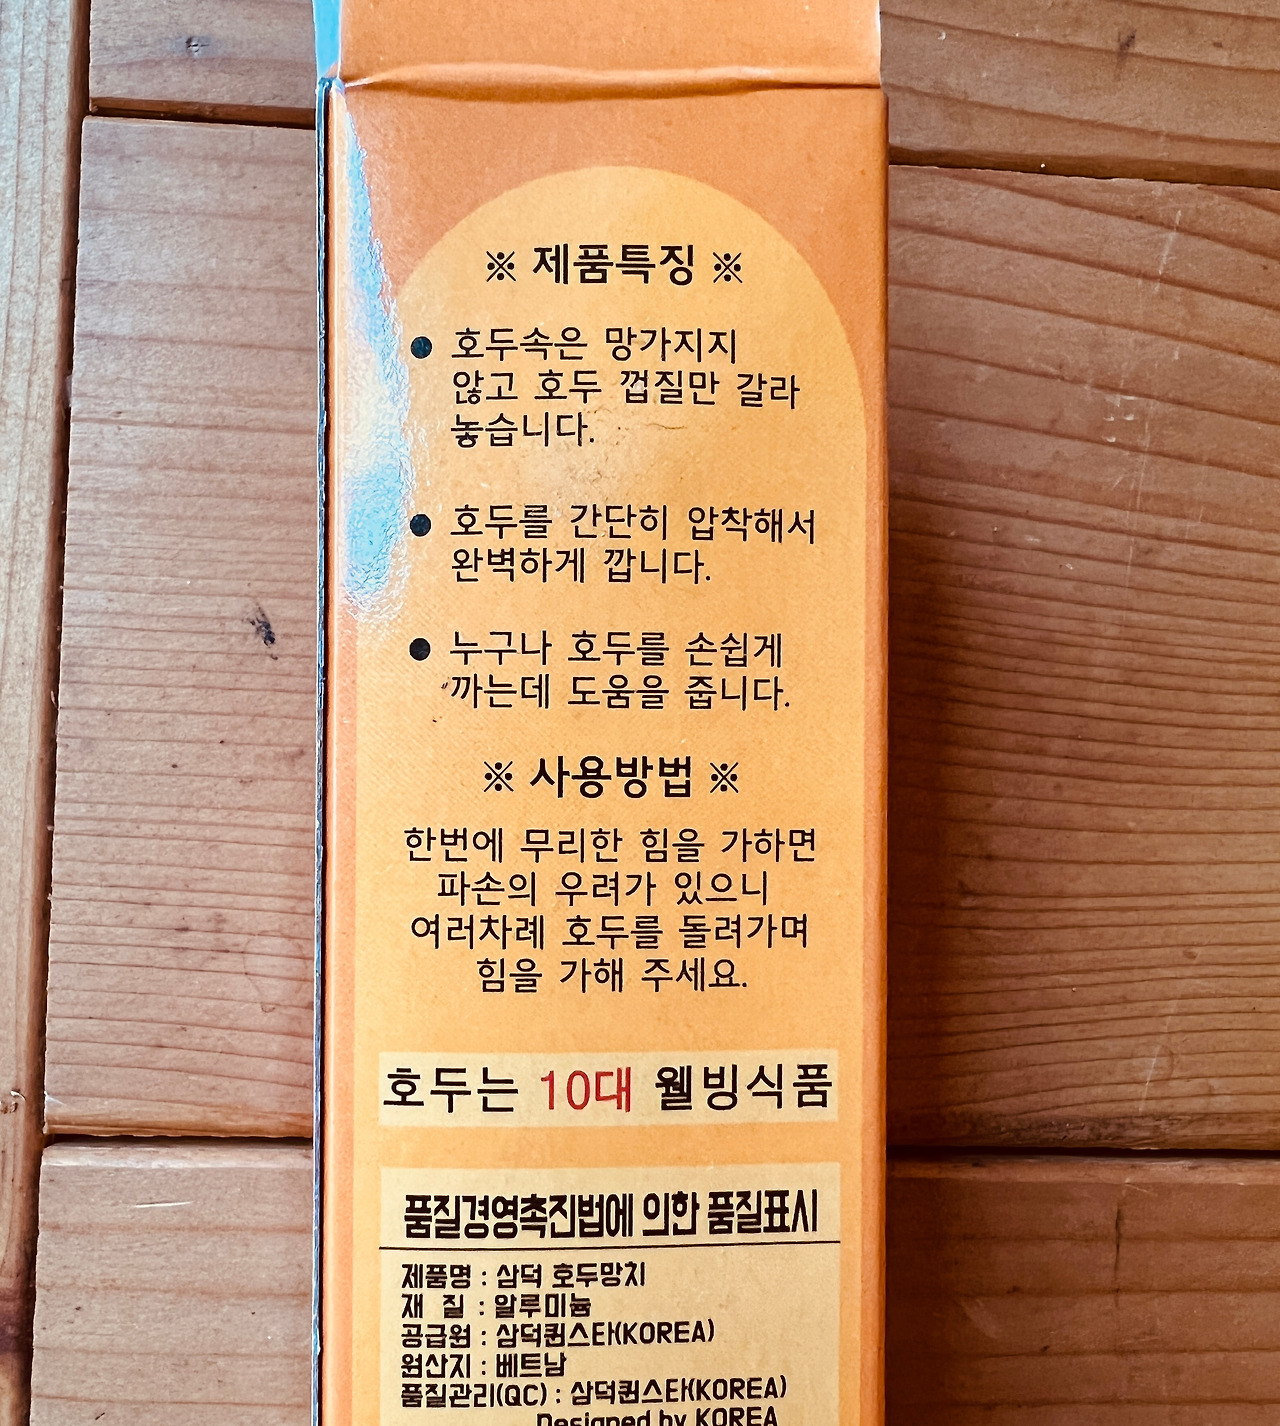 ※ 제품특징 ※
● 호두속은 망가지지
않고 호두 껍질만 갈라
놓습니다.
● 호두를 간단히 압착해서
완벽하게 깝니다.
● 누구나 호두를 손쉽게
까는데 도움을 줍니다.
※ 사용방법 ※
한번에 무리한 힘을 가하면
파손의 우려가 있으니
여러차례 호두를 돌려가며
힘을 가해 주세요.
호두는 10대 웰빙식품
품질경영촉진법에 의한 품질표시
제품명 : 삼덕 호두망치
재 질 : 알루미늄
공급원 : 삼덕퀸스타(KOREA)
원산지 : 베트남
품질관리(QC) : 삼덕퀸스타(KOREA)
Designed by KOREA